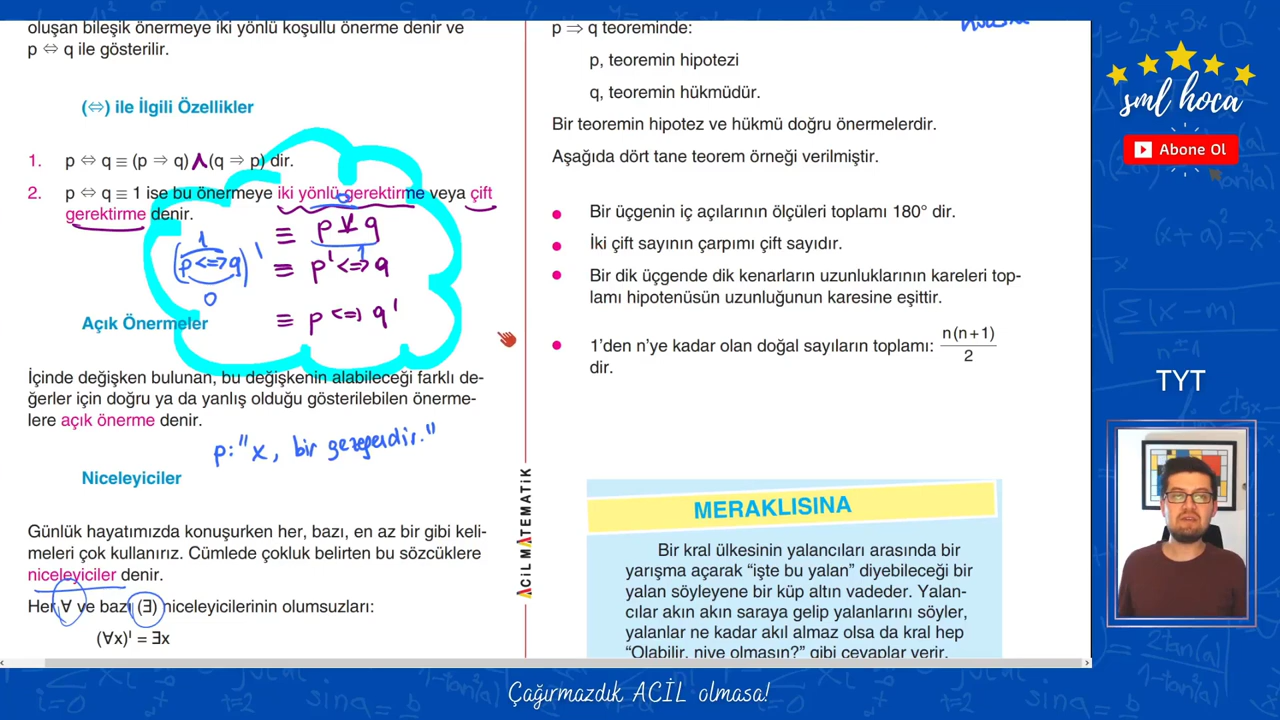 oluşan bileşik önermeye iki yönlü koşullu önerme denir ve
p ⇔ q ile gösterilir.
(⇔) ile İlgili Özellikler
1. p ⇔ q ≡ (p ⇒ q) ∧ (q ⇒ p) dir.
2. p ⇔ q ≡ 1 ise bu önermeye iki yönlü gerektirme veya çift
gerektirme denir.
0
≡ p ⊻ q
1
1
(p <=> q)'
0
≡ p' <=> q
≡ p <=> q'
Açık Önermeler
İçinde değişken bulunan, bu değişkenin alabileceği farklı de-
ğerler için doğru ya da yanlış olduğu gösterilebilen önerme-
lere açık önerme denir.
p: "x, bir gezegendir."
Niceleyiciler
Günlük hayatımızda konuşurken her, bazı, en az bir gibi keli-
meleri çok kullanırız. Cümlede çokluk belirten bu sözcüklere
niceleyiciler denir.
Her ∀ ve bazı (∃) niceleyicilerinin olumsuzları:
(∀x)' = ∃x
ACİL MATEMATİK
p ⇒ q teoreminde:
p, teoremin hipotezi
q, teoremin hükmüdür.
Bir teoremin hipotez ve hükmü doğru önermelerdir.
Aşağıda dört tane teorem örneği verilmiştir.
• Bir üçgenin iç açılarının ölçüleri toplamı 180° dir.
• İki çift sayının çarpımı çift sayıdır.
• Bir dik üçgende dik kenarların uzunluklarının kareleri top-
lamı hipotenüsün uzunluğunun karesine eşittir.
• 1'den n'ye kadar olan doğal sayıların toplamı: n(n+1)/2
dir.
MERAKLISINA
Bir kral ülkesinin yalancıları arasında bir
yarışma açarak “işte bu yalan” diyebileceği bir
yalan söyleyene bir küp altın vadeder. Yalan-
cılar akın akın saraya gelip yalanlarını söyler,
yalanlar ne kadar akıl almaz olsa da kral hep
“Olabilir, niye olmasın?” gibi cevaplar verir.
sml hoca
Abone Ol
TYT
Çağırmazdık ACİL olmasa!